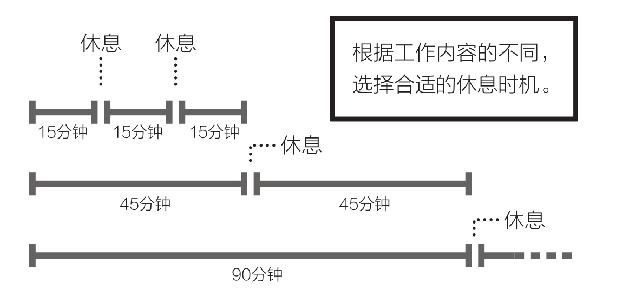 休息
休息
根据工作内容的不同，
选择合适的休息时机。
15分钟
15分钟
15分钟
休息
45分钟
45分钟
休息
90分钟